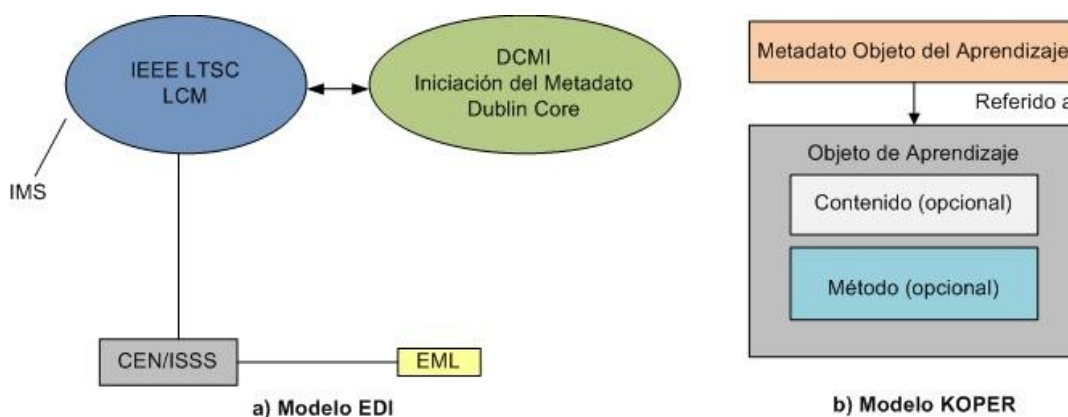 IEEE LTSC
LCM
DCMI
Iniciación del Metadato
Dublin Core
IMS
CEN/ISSS
EML
a) Modelo EDI
Metadato Objeto del Aprendizaje
Referido a
Objeto de Aprendizaje
Contenido (opcional)
Método (opcional)
b) Modelo KOPER